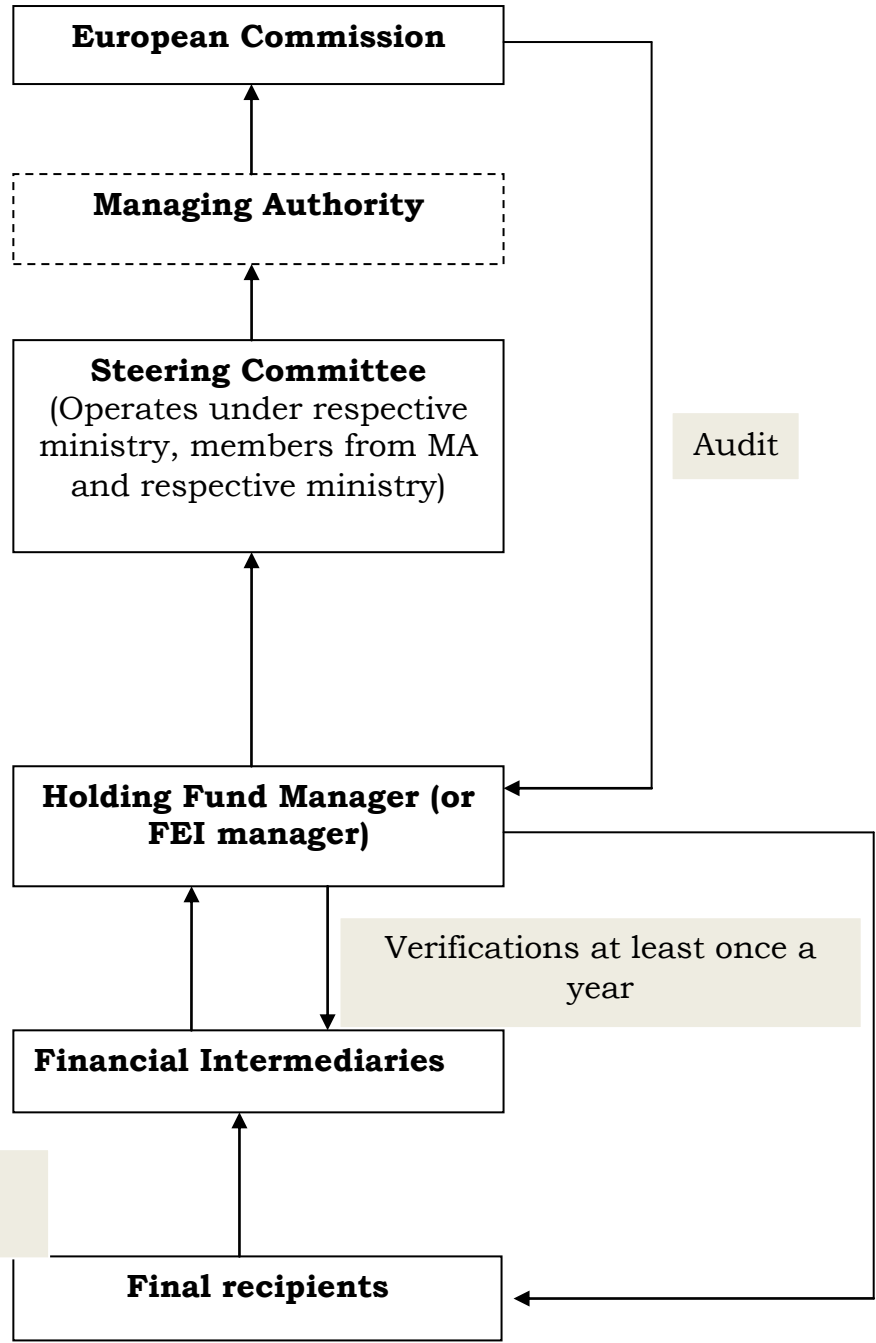 European Commission
Managing Authority
Steering Committee
(Operates under respective
ministry, members from MA
and respective ministry)
Audit
Holding Fund Manager (or
FEI manager)
Verifications at least once a
year
Financial Intermediaries
Final recipients